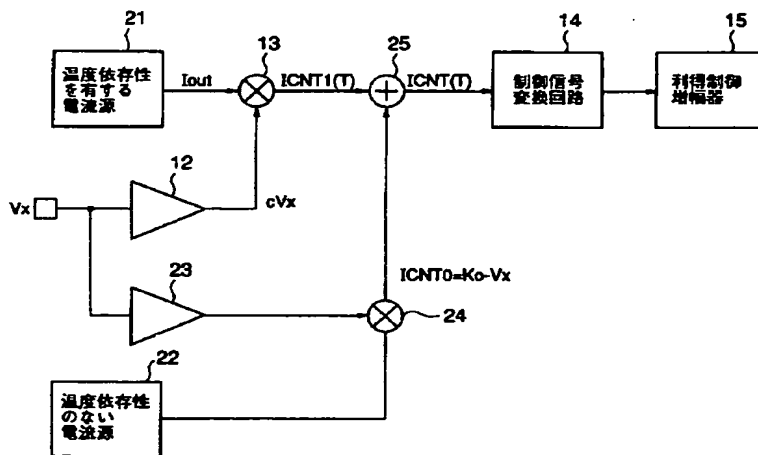 21
温度依存性
を有する
電流源
Iout
13
ICNT1(T)
25
ICNT(T)
14
制御信号
変換回路
15
利得制御
増幅器
12
Vx
cVx
23
ICNT0=Ko-Vx
24
22
温度依存性
のない
電流源